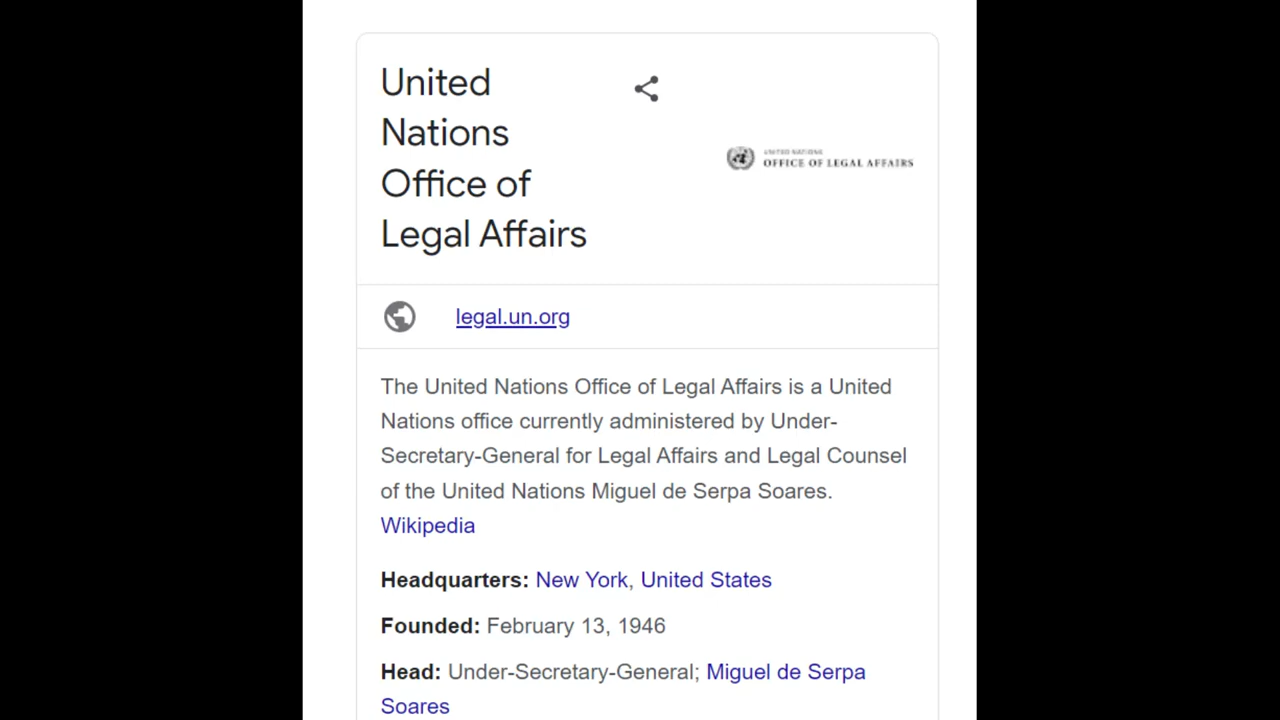 United
Nations
Office of
Legal Affairs
UNITED NATIONS
OFFICE OF LEGAL AFFAIRS
legal.un.org
The United Nations Office of Legal Affairs is a United
Nations office currently administered by Under-
Secretary-General for Legal Affairs and Legal Counsel
of the United Nations Miguel de Serpa Soares.
Wikipedia
Headquarters: New York, United States
Founded: February 13, 1946
Head: Under-Secretary-General; Miguel de Serpa
Soares